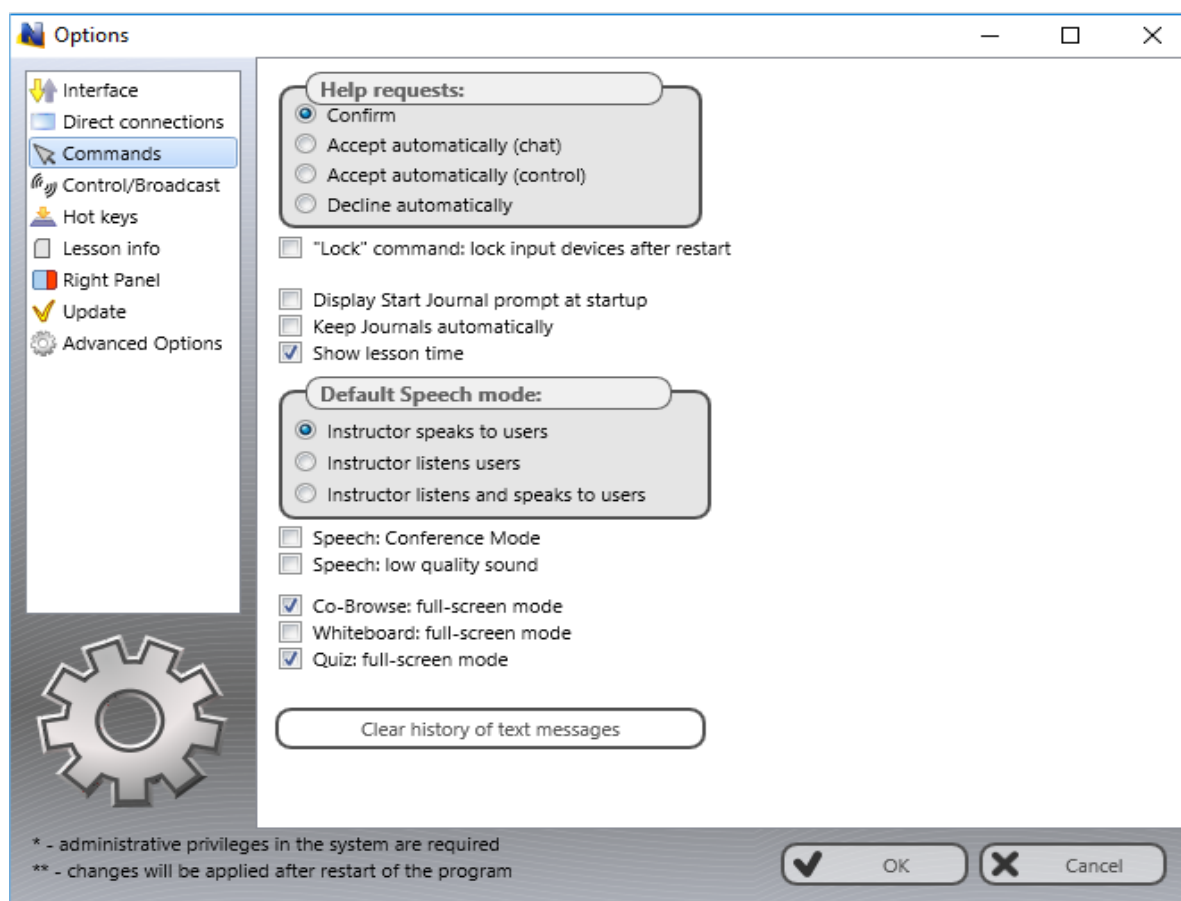 Options
Interface
Direct connections
Commands
Control/Broadcast
Hot keys
Lesson info
Right Panel
Update
Advanced Options
Help requests:
Confirm
Accept automatically (chat)
Accept automatically (control)
Decline automatically
"Lock" command: lock input devices after restart
Display Start Journal prompt at startup
Keep Journals automatically
Show lesson time
Default Speech mode:
Instructor speaks to users
Instructor listens users
Instructor listens and speaks to users
Speech: Conference Mode
Speech: low quality sound
Co-Browse: full-screen mode
Whiteboard: full-screen mode
Quiz: full-screen mode
Clear history of text messages
* - administrative privileges in the system are required
** - changes will be applied after restart of the program
OK
Cancel